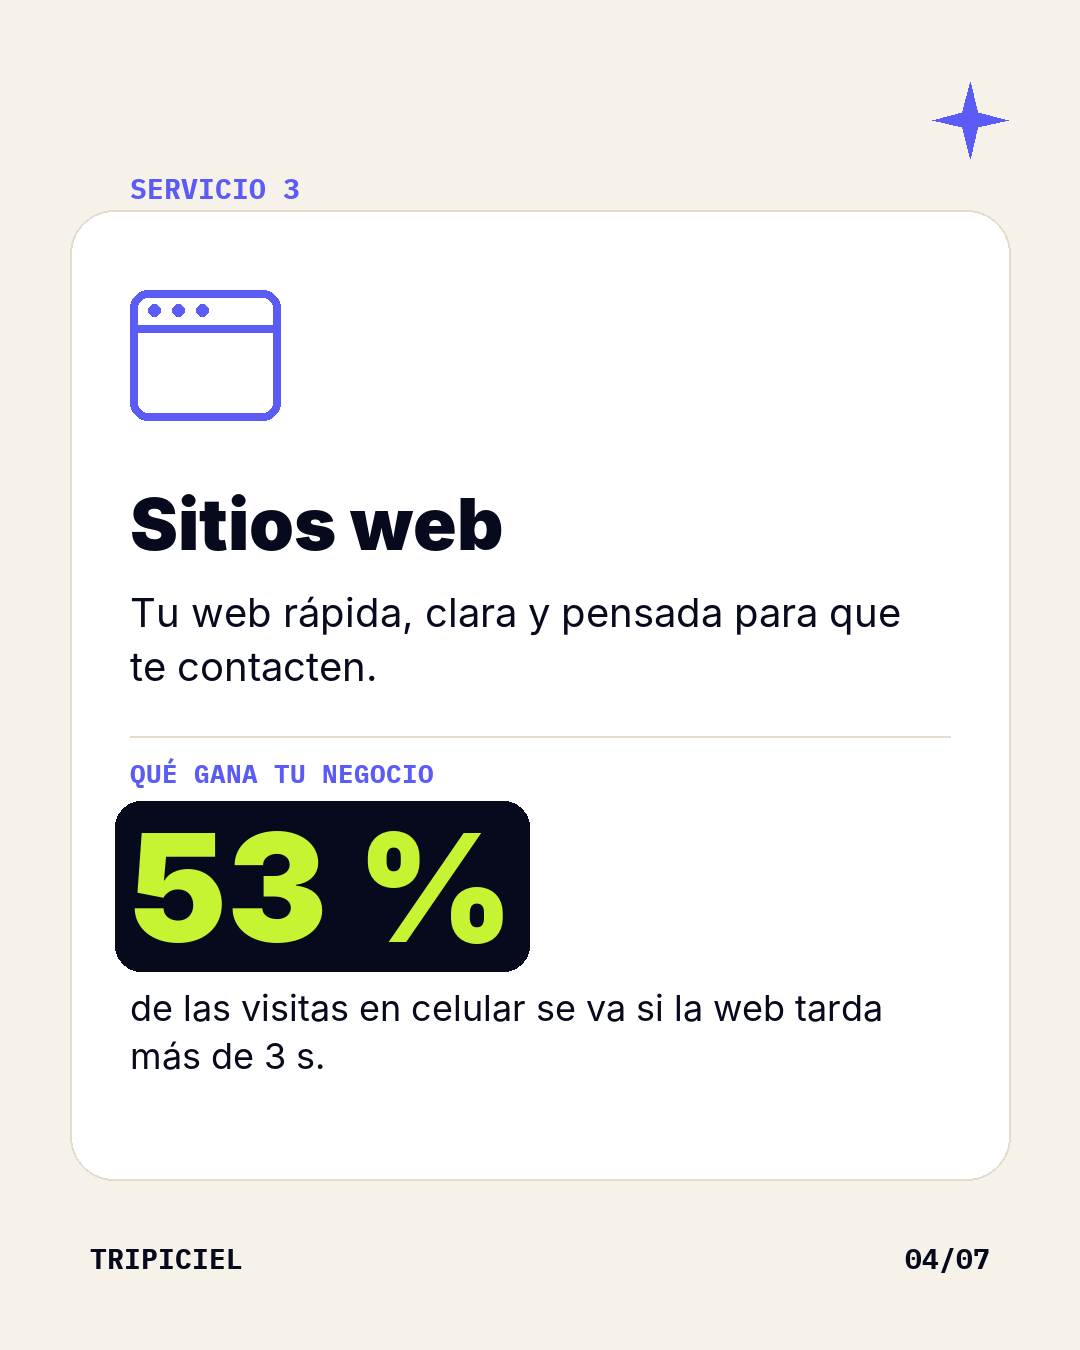 SERVICIO 3
Sitios web
Tu web rápida, clara y pensada para que
te contacten.
QUÉ GANA TU NEGOCIO
53 %
de las visitas en celular se va si la web tarda
más de 3 s.
TRIPICIEL
04/07